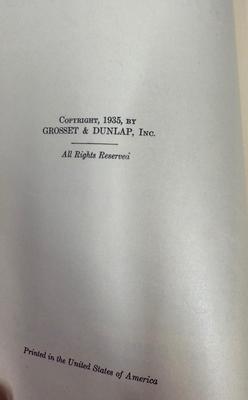 Copyright, 1935, by
GROSSET & DUNLAP, Inc.
All Rights Reserved
Printed in the United States of America